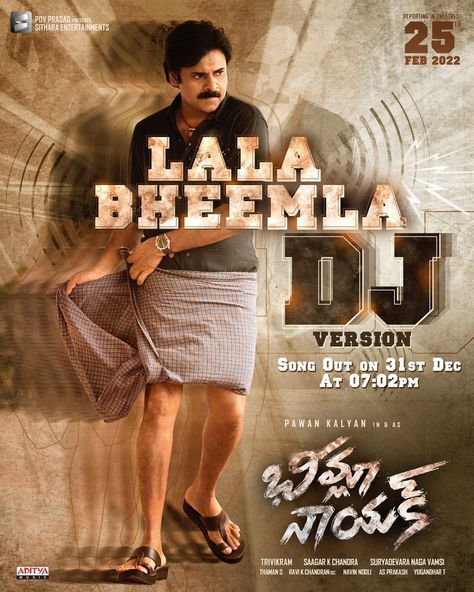 PDV PRASAD PRESENTS
SITHARA ENTERTAINMENTS
REPORTING IN THEATRES
25TH
FEB 2022
LALA
BHEEMLA
DJ
VERSION
SONG OUT ON 31ST DEC
AT 07:02PM
PAWAN KALYAN IN & AS
భీమ్లా
నాయక్
TRIVIKRAM SAAGAR K CHANDRA SURYADEVARA NAGA VAMSI
THAMAN S RAVI K CHANDRAN ISC NAVIN NOOLI AS PRAKASH YUGANDHAR T
ADITYA
MUSIC